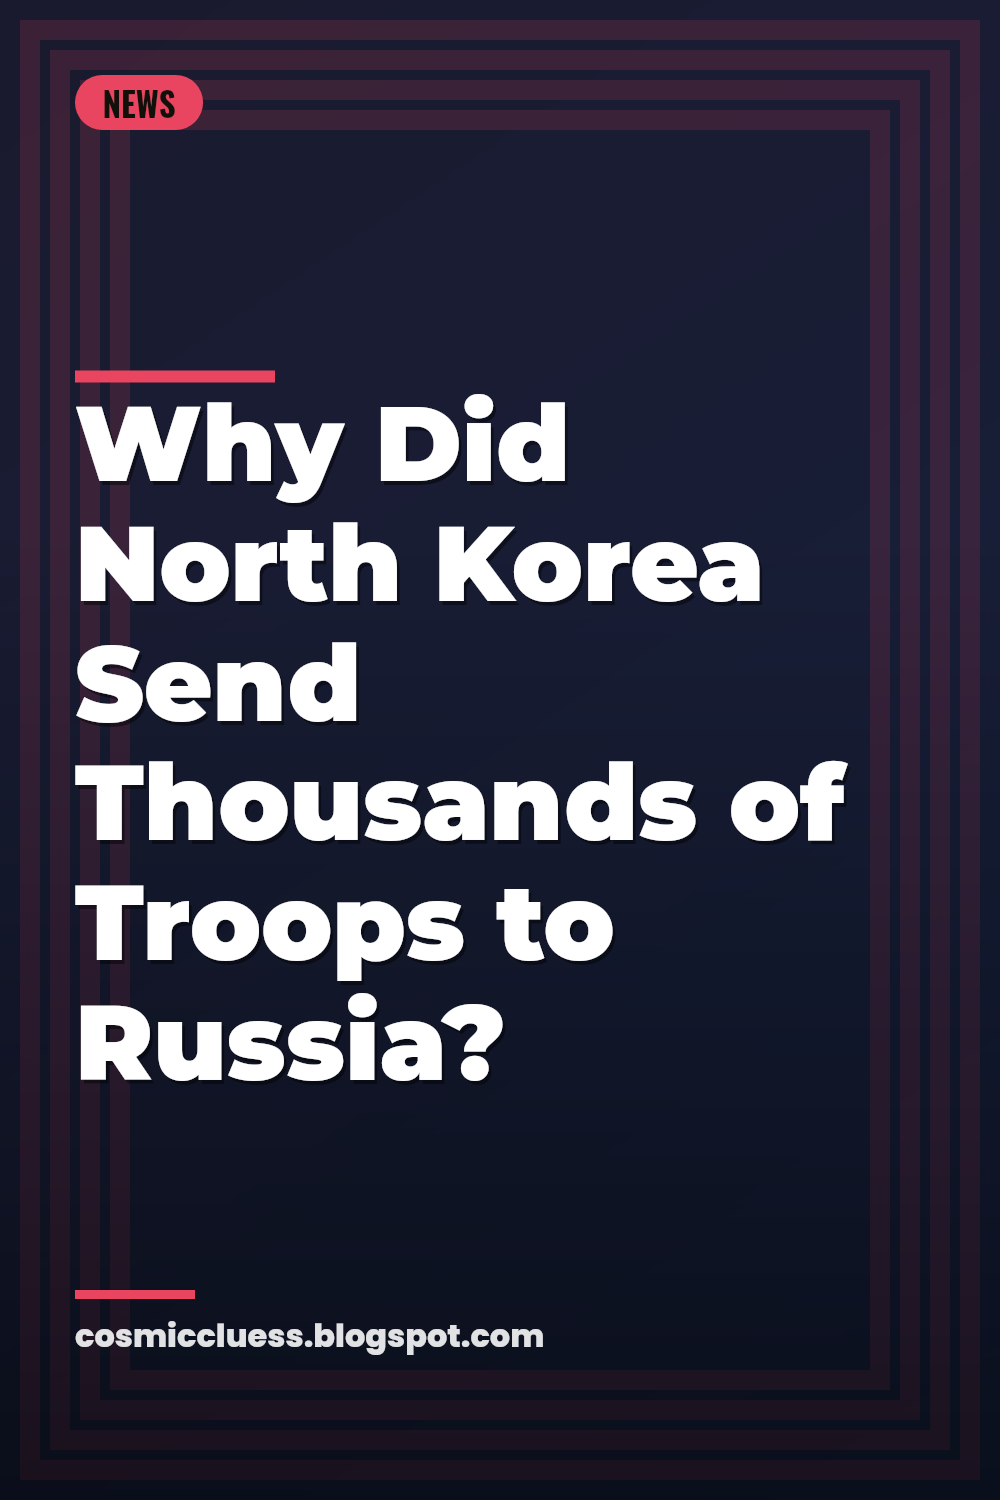 NEWS
Why Did
North Korea
Send
Thousands of
Troops to
Russia?
cosmiccluess.blogspot.com